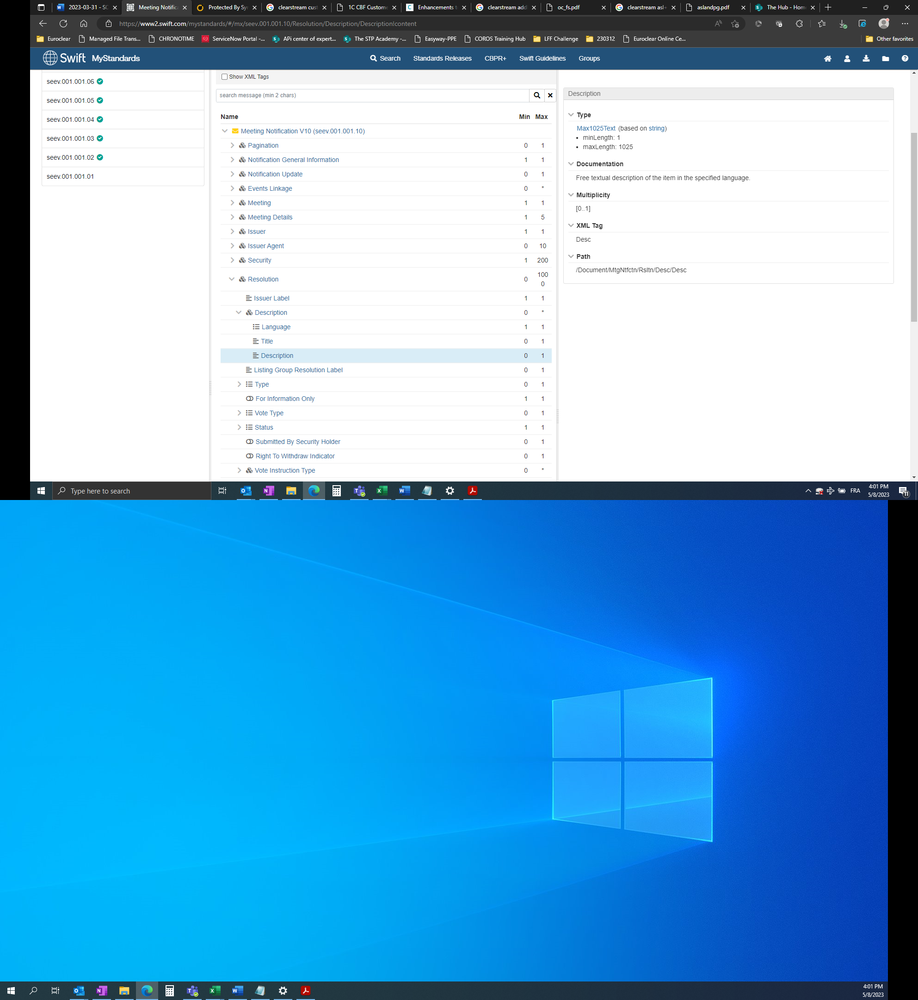 2023-03-31 - SC
Meeting Notific
Protected By Syn
clearstream cust
1C CBF Custome
Enhancements t
clearstream add
oc_fs.pdf
clearstream asl
aslandpg.pdf
The Hub - Hom
https://www2.swift.com/mystandards/#/mx/seev.001.001.10/Resolution/Description/Description!content
Euroclear
Managed File Trans...
CHRONOTIME
ServiceNow Portal -...
APi center of expert...
The STP Academy -...
Easyway-PPE
COROS Training Hub
LFF Challenge
230312
Euroclear Online Ce...
Other favorites
Swift MyStandards
Search
Standards Releases
CBPR+
Swift Guidelines
Groups
seev.001.001.06
seev.001.001.05
seev.001.001.04
seev.001.001.03
seev.001.001.02
seev.001.001.01
Show XML Tags
search message (min 2 chars)
Name Min Max
Meeting Notification V10 (seev.001.001.10)
Pagination 0 1
Notification General Information 1 1
Notification Update 0 1
Events Linkage 0 *
Meeting 1 1
Meeting Details 1 5
Issuer 1 1
Issuer Agent 0 10
Security 1 200
Resolution 0 100
0
Issuer Label 1 1
Description 0 *
Language 1 1
Title 0 1
Description 0 1
Listing Group Resolution Label 0 1
Type 0 1
For Information Only 1 1
Vote Type 0 1
Status 1 1
Submitted By Security Holder 0 1
Right To Withdraw Indicator 0 1
Vote Instruction Type 0 *
Description
Type
Max1025Text (based on string)
• minLength: 1
• maxLength: 1025
Documentation
Free textual description of the item in the specified language.
Multiplicity
[0..1]
XML Tag
Desc
Path
/Document/MtgNtfctn/Rsltn/Desc/Desc
Type here to search
FRA
4:01 PM
5/8/2023
11
4:01 PM
5/8/2023